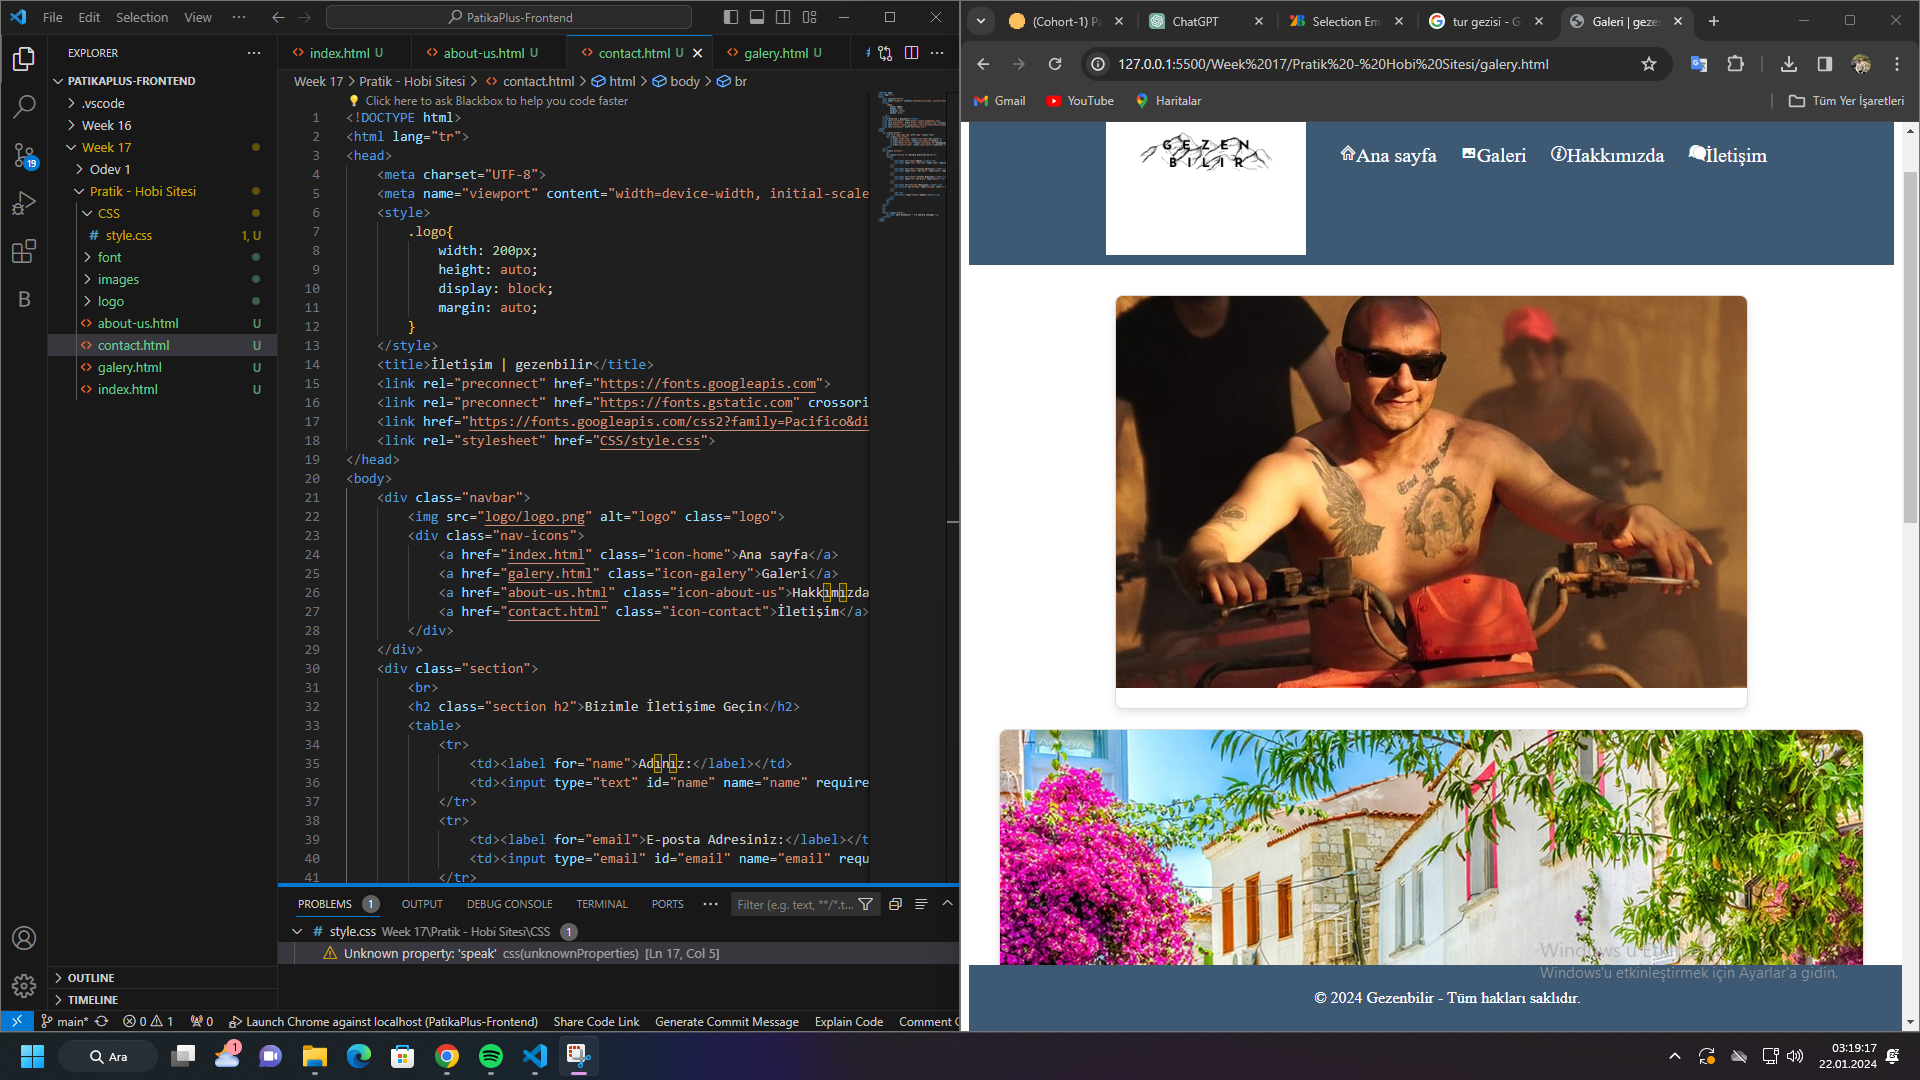 File Edit Selection View ··· PatikaPlus-Frontend
EXPLORER
PATIKAPLUS-FRONTEND
.vscode
Week 16
Week 17
Odev 1
Pratik - Hobi Sitesi
CSS
# style.css 1, U
font
images
logo
about-us.html U
contact.html U
galery.html U
index.html U
19
B
OUTLINE
TIMELINE
index.html U about-us.html U contact.html U galery.html U
Week 17 > Pratik - Hobi Sitesi > contact.html > html > body > br
Click here to ask Blackbox to help you code faster
1 <!DOCTYPE html>
2 <html lang="tr">
3 <head>
4 <meta charset="UTF-8">
5 <meta name="viewport" content="width=device-width, initial-scale
6 <style>
7 .logo{
8 width: 200px;
9 height: auto;
10 display: block;
11 margin: auto;
12 }
13 </style>
14 <title>İletişim | gezenbilir</title>
15 <link rel="preconnect" href="https://fonts.googleapis.com">
16 <link rel="preconnect" href="https://fonts.gstatic.com" crossori
17 <link href="https://fonts.googleapis.com/css2?family=Pacifico&di
18 <link rel="stylesheet" href="CSS/style.css">
19 </head>
20 <body>
21 <div class="navbar">
22 <img src="logo/logo.png" alt="logo" class="logo">
23 <div class="nav-icons">
24 <a href="index.html" class="icon-home">Ana sayfa</a>
25 <a href="galery.html" class="icon-galery">Galeri</a>
26 <a href="about-us.html" class="icon-about-us">Hakkımızda
27 <a href="contact.html" class="icon-contact">İletişim</a>
28 </div>
29 </div>
30 <div class="section">
31 <br>
32 <h2 class="section h2">Bizimle İletişime Geçin</h2>
33 <table>
34 <tr>
35 <td><label for="name">Adınız:</label></td>
36 <td><input type="text" id="name" name="name" require
37 </tr>
38 <tr>
39 <td><label for="email">E-posta Adresiniz:</label></t
40 <td><input type="email" id="email" name="email" requ
41 </tr>
PROBLEMS 1 OUTPUT DEBUG CONSOLE TERMINAL PORTS ··· Filter (e.g. text, **/*.t...
# style.css Week 17\Pratik - Hobi Sitesi\CSS 1
Unknown property: 'speak' css(unknownProperties) [Ln 17, Col 5]
main* 0 1 0 Launch Chrome against localhost (PatikaPlus-Frontend) Share Code Link Generate Commit Message Explain Code Comment C
(Cohort-1) Pa ChatGPT Selection Em tur gezisi - G Galeri | geze
127.0.0.1:5500/Week%2017/Pratik%20-%20Hobi%20Sitesi/galery.html
Gmail YouTube Haritalar Tüm Yer İşaretleri
GEZEN
BILIR
Ana sayfa Galeri Hakkımızda İletişim
Windows'u Etkin
Windows'u etkinleştirmek için Ayarlar'a gidin.
© 2024 Gezenbilir - Tüm hakları saklıdır.
Ara 1
03:19:17
22.01.2024